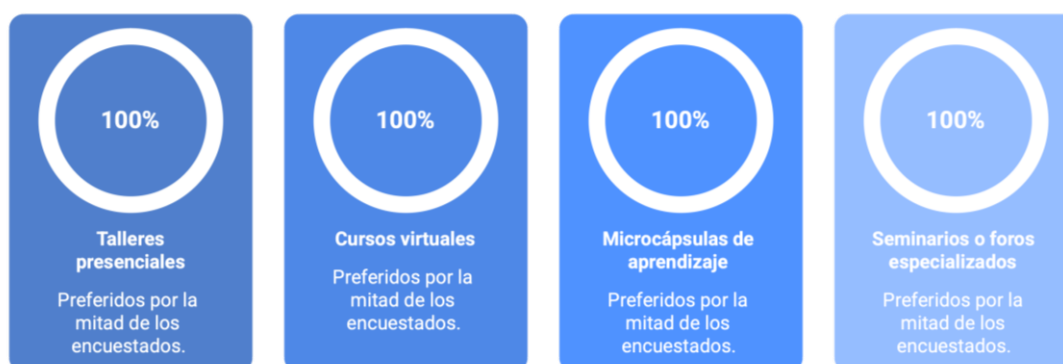 100%
Talleres
presenciales
Preferidos por la
mitad de los
encuestados.
100%
Cursos virtuales
Preferidos por la
mitad de los
encuestados.
100%
Microcápsulas de
aprendizaje
Preferidos por la
mitad de los
encuestados.
100%
Seminarios o foros
especializados
Preferidos por la
mitad de los
encuestados.